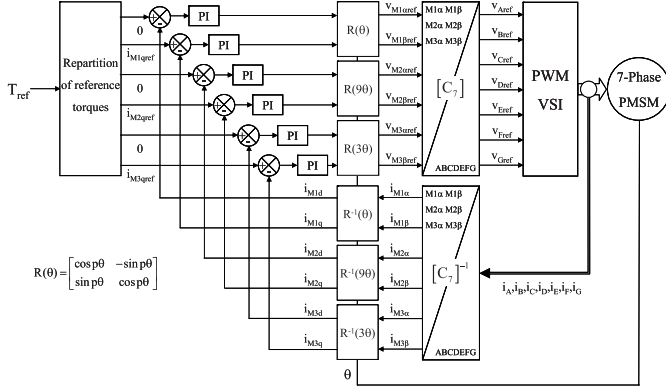 T_ref
Repartition
of reference
torques
0
i_M1qref
0
i_M2qref
0
i_M3qref
PI
PI
PI
PI
PI
PI
R(θ)
R(9θ)
R(3θ)
v_M1αref
v_M1βref
v_M2αref
v_M2βref
v_M3αref
v_M3βref
M1α M1β
M2α M2β
M3α M3β
[C_7]
ABCDEFG
v_Aref
v_Bref
v_Cref
v_Dref
v_Eref
v_Fref
v_Gref
PWM
VSI
7-Phase
PMSM
i_M1d
i_M1q
i_M2d
i_M2q
i_M3d
i_M3q
R⁻¹(θ)
R⁻¹(9θ)
R⁻¹(3θ)
i_M1α
i_M1β
i_M2α
i_M2β
i_M3α
i_M3β
M1α M1β
M2α M2β
M3α M3β
[C_7]⁻¹
ABCDEFG
i_A,i_B,i_C,i_D,i_E,i_F,i_G
R(θ)=[cos pθ −sin pθ
sin pθ cos pθ]
θ